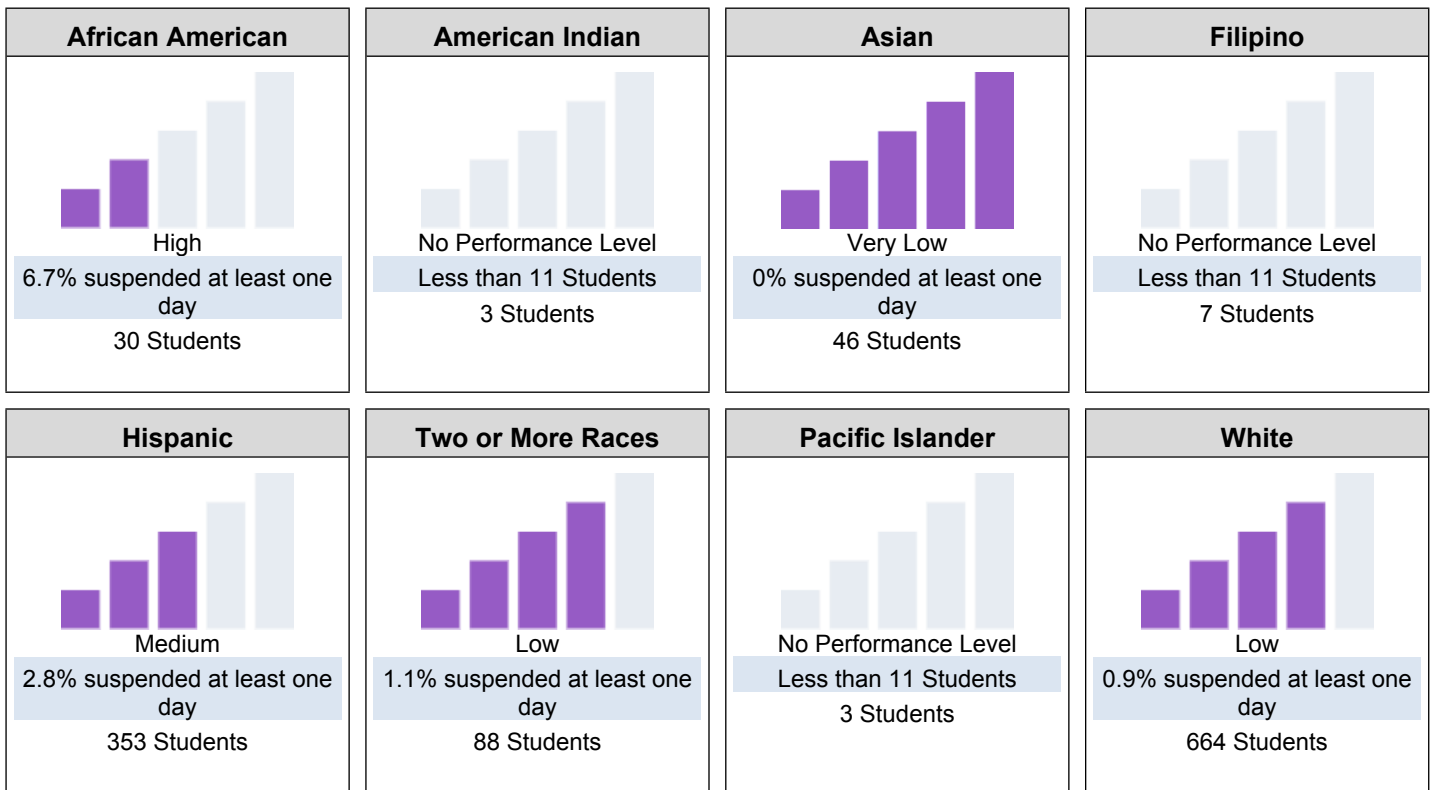 African American
High
6.7% suspended at least one
day
30 Students
American Indian
No Performance Level
Less than 11 Students
3 Students
Asian
Very Low
0% suspended at least one
day
46 Students
Filipino
No Performance Level
Less than 11 Students
7 Students
Hispanic
Medium
2.8% suspended at least one
day
353 Students
Two or More Races
Low
1.1% suspended at least one
day
88 Students
Pacific Islander
No Performance Level
Less than 11 Students
3 Students
White
Low
0.9% suspended at least one
day
664 Students